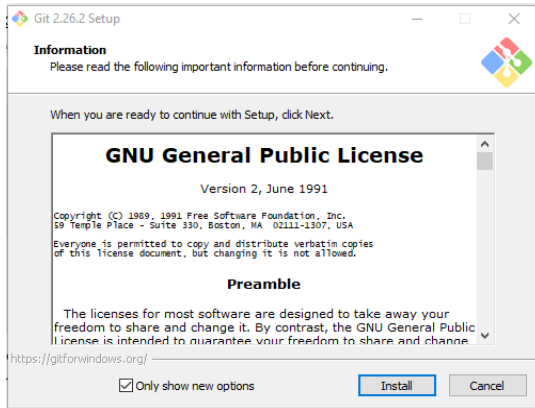 Git 2.26.2 Setup
Information
Please read the following important information before continuing.
When you are ready to continue with Setup, click Next.
GNU General Public License
Version 2, June 1991
Copyright (C) 1989, 1991 Free Software Foundation, Inc.
59 Temple Place - Suite 330, Boston, MA  02111-1307, USA
Everyone is permitted to copy and distribute verbatim copies
of this license document, but changing it is not allowed.
Preamble
The licenses for most software are designed to take away your
freedom to share and change it. By contrast, the GNU General Public
License is intended to guarantee your freedom to share and change
https://gitforwindows.org/
Only show new options
Install
Cancel